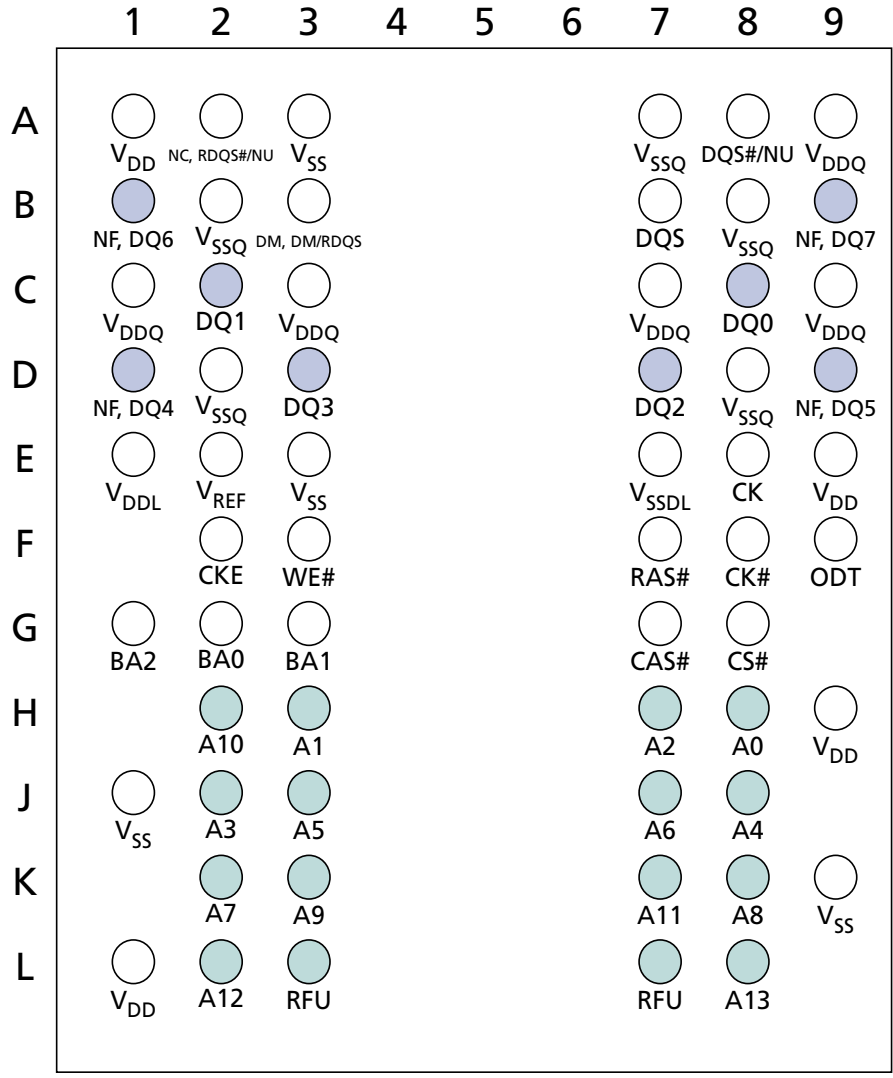 1 2 3 4 5 6 7 8 9
A
VDD NC, RDQS#/NU VSS VSSQ DQS#/NU VDDQ
B
NF, DQ6 VSSQ DM, DM/RDQS DQS VSSQ NF, DQ7
C
VDDQ DQ1 VDDQ VDDQ DQ0 VDDQ
D
NF, DQ4 VSSQ DQ3 DQ2 VSSQ NF, DQ5
E
VDDL VREF VSS VSSDL CK VDD
F
CKE WE# RAS# CK# ODT
G
BA2 BA0 BA1 CAS# CS#
H
A10 A1 A2 A0 VDD
J
VSS A3 A5 A6 A4
K
A7 A9 A11 A8 VSS
L
VDD A12 RFU RFU A13